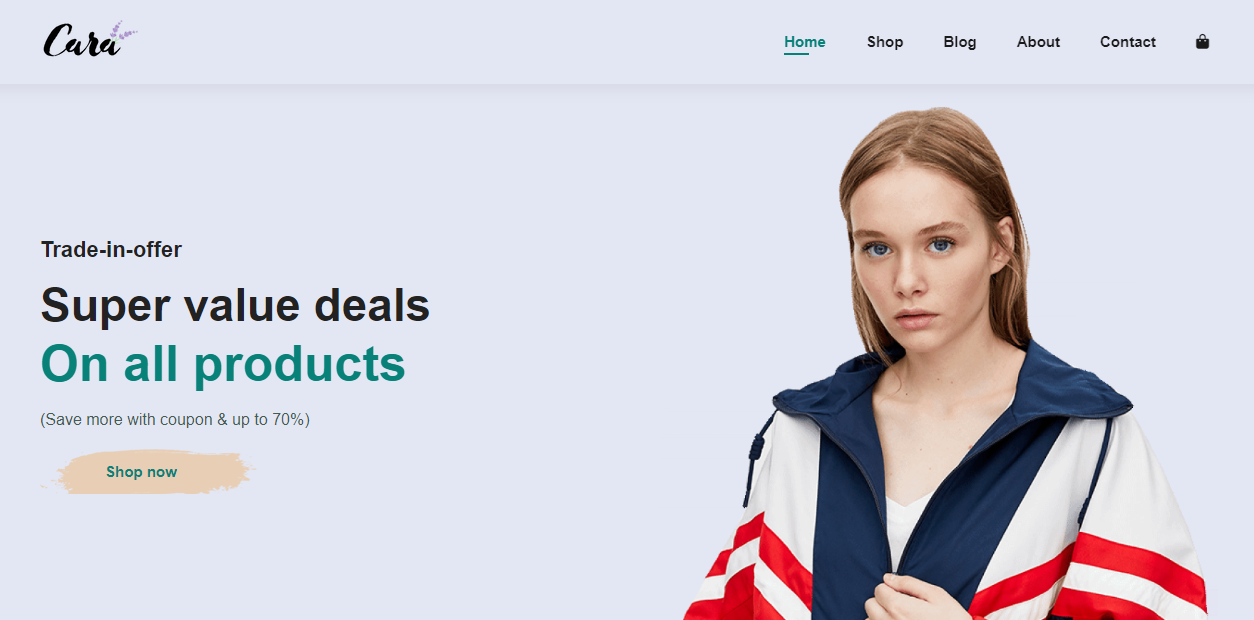 Cara
Home Shop Blog About Contact
Trade-in-offer
Super value deals
On all products
(Save more with coupon & up to 70%)
Shop now